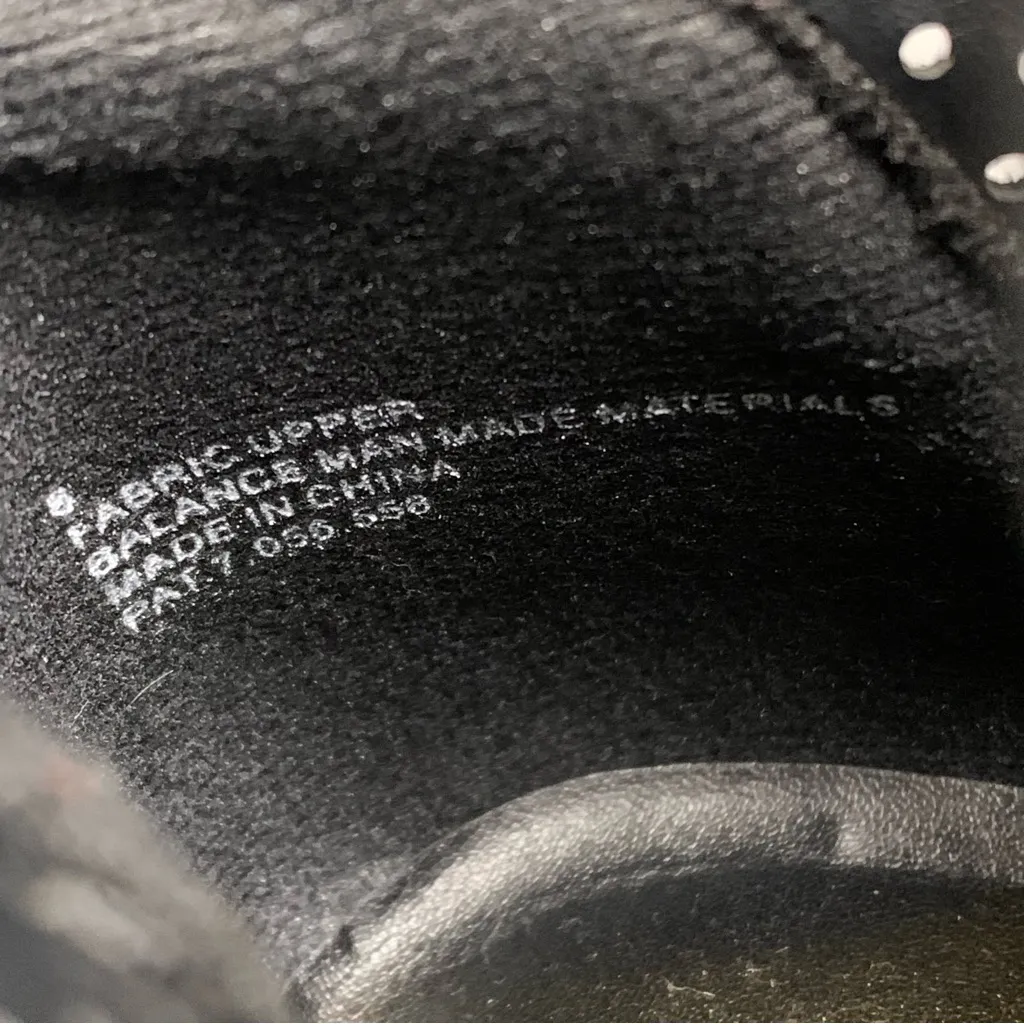 8
FABRIC UPPER
BALANCE MAN MADE MATERIALS
MADE IN CHINA
PAT.7 056 558